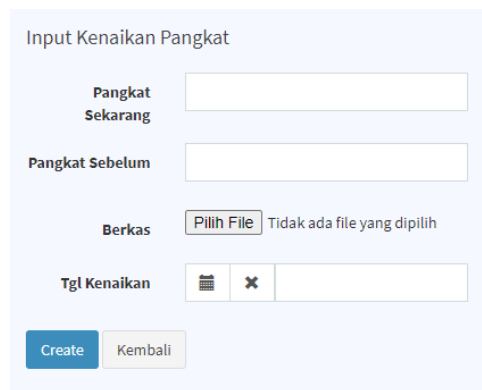 Input Kenaikan Pangkat
Pangkat
Sekarang
Pangkat Sebelum
Berkas Pilih File Tidak ada file yang dipilih
Tgl Kenaikan
Create Kembali